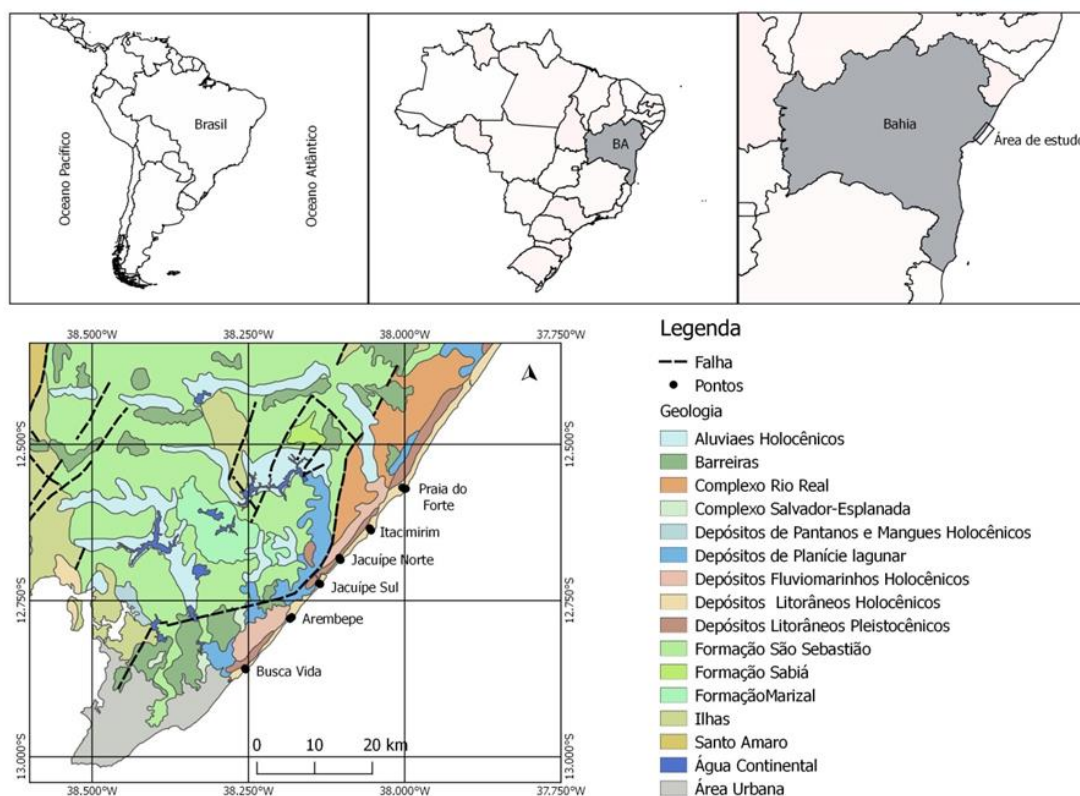 Oceano Pacífico
Brasil
Oceano Atlântico
BA
Bahia
Área de estudo
38.500°W
38.250°W
38.000°W
37.750°W
12.500°S
12.750°S
13.000°S
12.500°S
12.750°S
13.000°S
Praia do
Forte
Itacimirim
Jacuípe Norte
Jacuípe Sul
Arembepe
Busca Vida
0 10 20 km
38.500°W
38.250°W
38.000°W
37.750°W
Legenda
Falha
Pontos
Geologia
Aluviaes Holocênicos
Barreiras
Complexo Rio Real
Complexo Salvador-Esplanada
Depósitos de Pantanos e Mangues Holocênicos
Depósitos de Planície lagunar
Depósitos Fluviomarinhos Holocênicos
Depósitos Litorâneos Holocênicos
Depósitos Litorâneos Pleistocênicos
Formação São Sebastião
Formação Sabiá
FormaçãoMarizal
Ilhas
Santo Amaro
Água Continental
Área Urbana